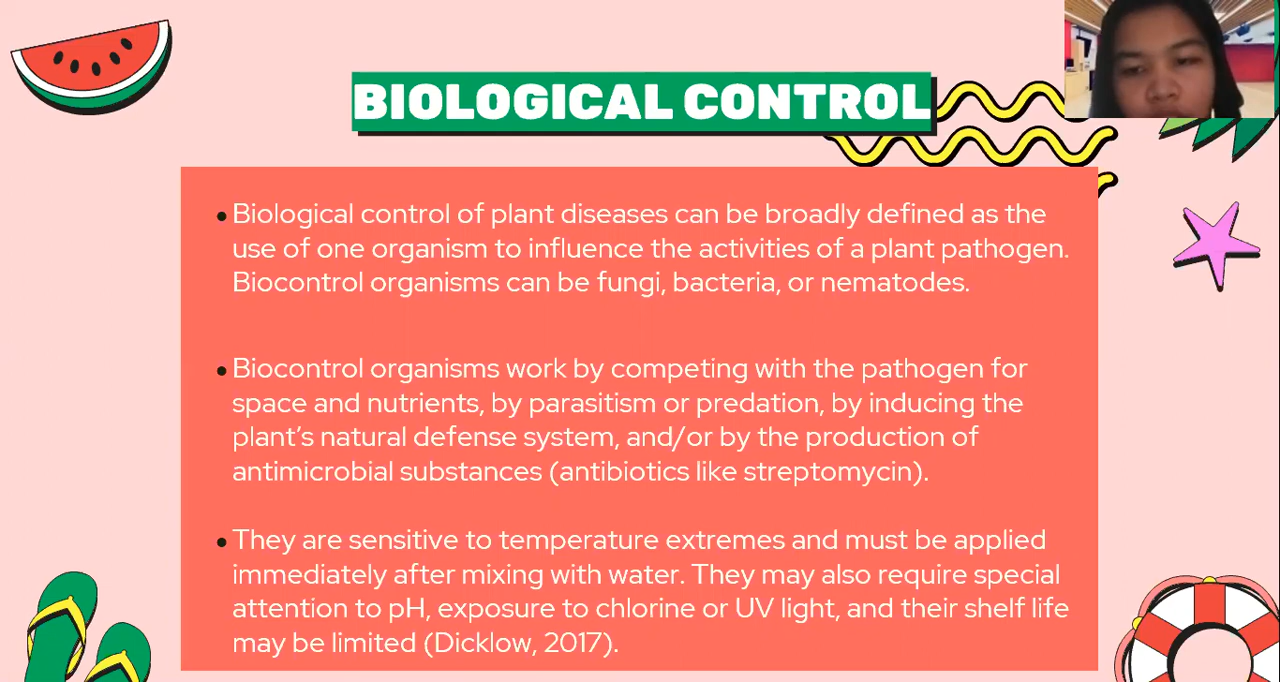 BIOLOGICAL CONTROL
• Biological control of plant diseases can be broadly defined as the
use of one organism to influence the activities of a plant pathogen.
Biocontrol organisms can be fungi, bacteria, or nematodes.
• Biocontrol organisms work by competing with the pathogen for
space and nutrients, by parasitism or predation, by inducing the
plant’s natural defense system, and/or by the production of
antimicrobial substances (antibiotics like streptomycin).
• They are sensitive to temperature extremes and must be applied
immediately after mixing with water. They may also require special
attention to pH, exposure to chlorine or UV light, and their shelf life
may be limited (Dicklow, 2017).